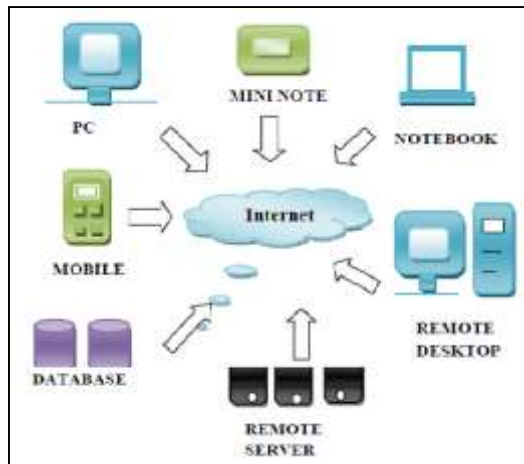 MINI NOTE
PC
NOTEBOOK
Internet
MOBILE
REMOTE
DESKTOP
DATABASE
REMOTE
SERVER